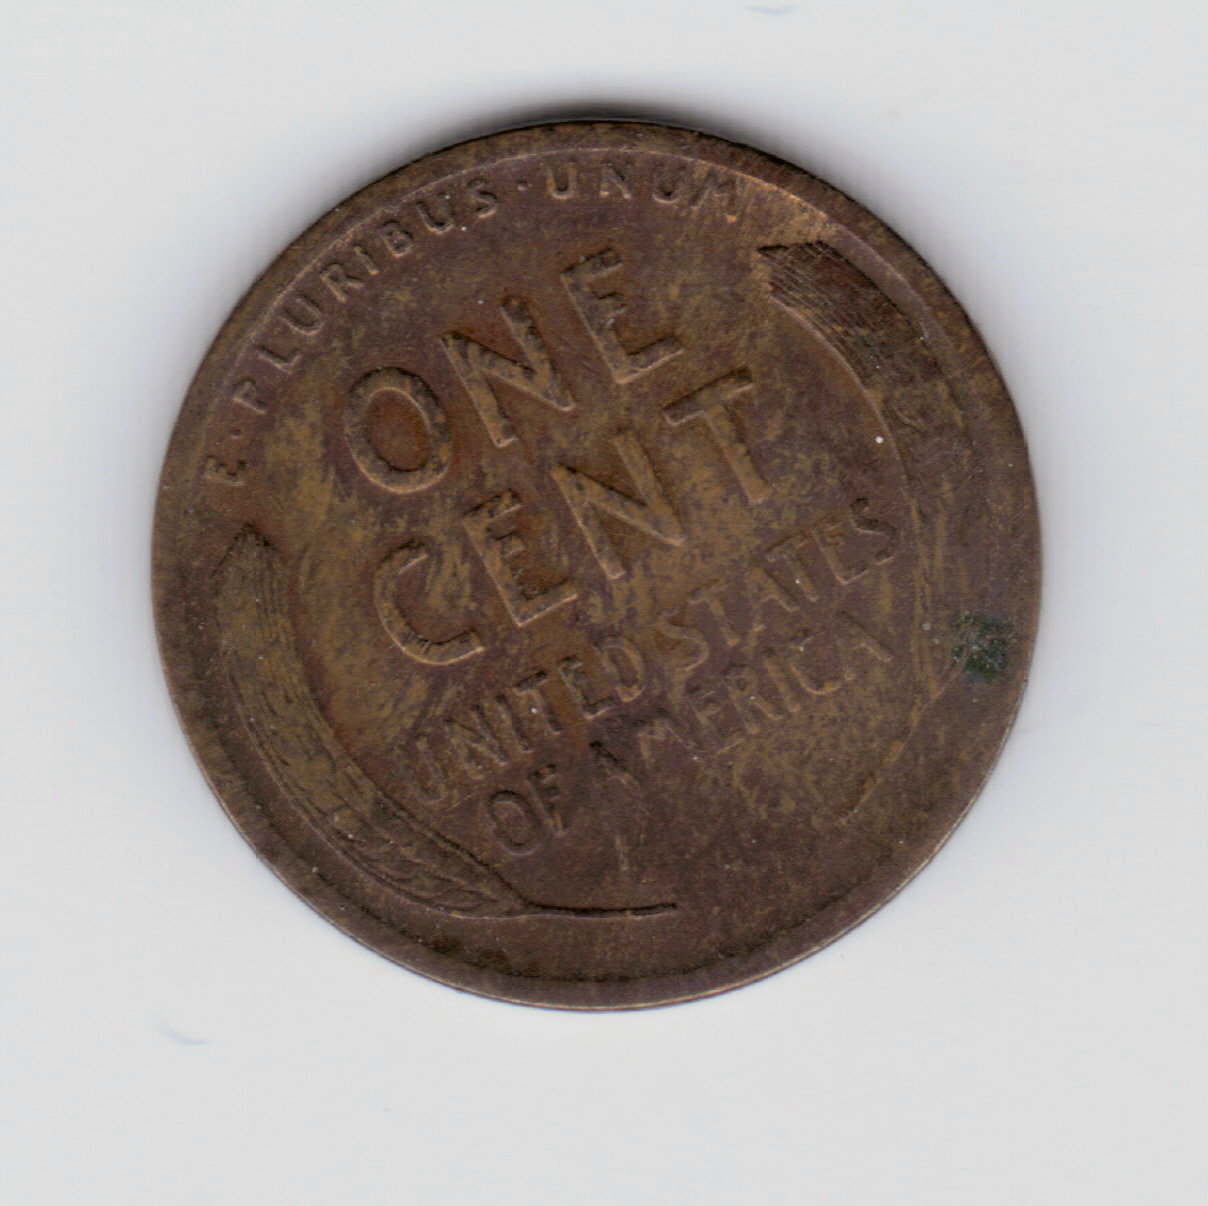 E·PLURIBUS·UNUM
ONE
CENT
UNITED STATES
OF AMERICA